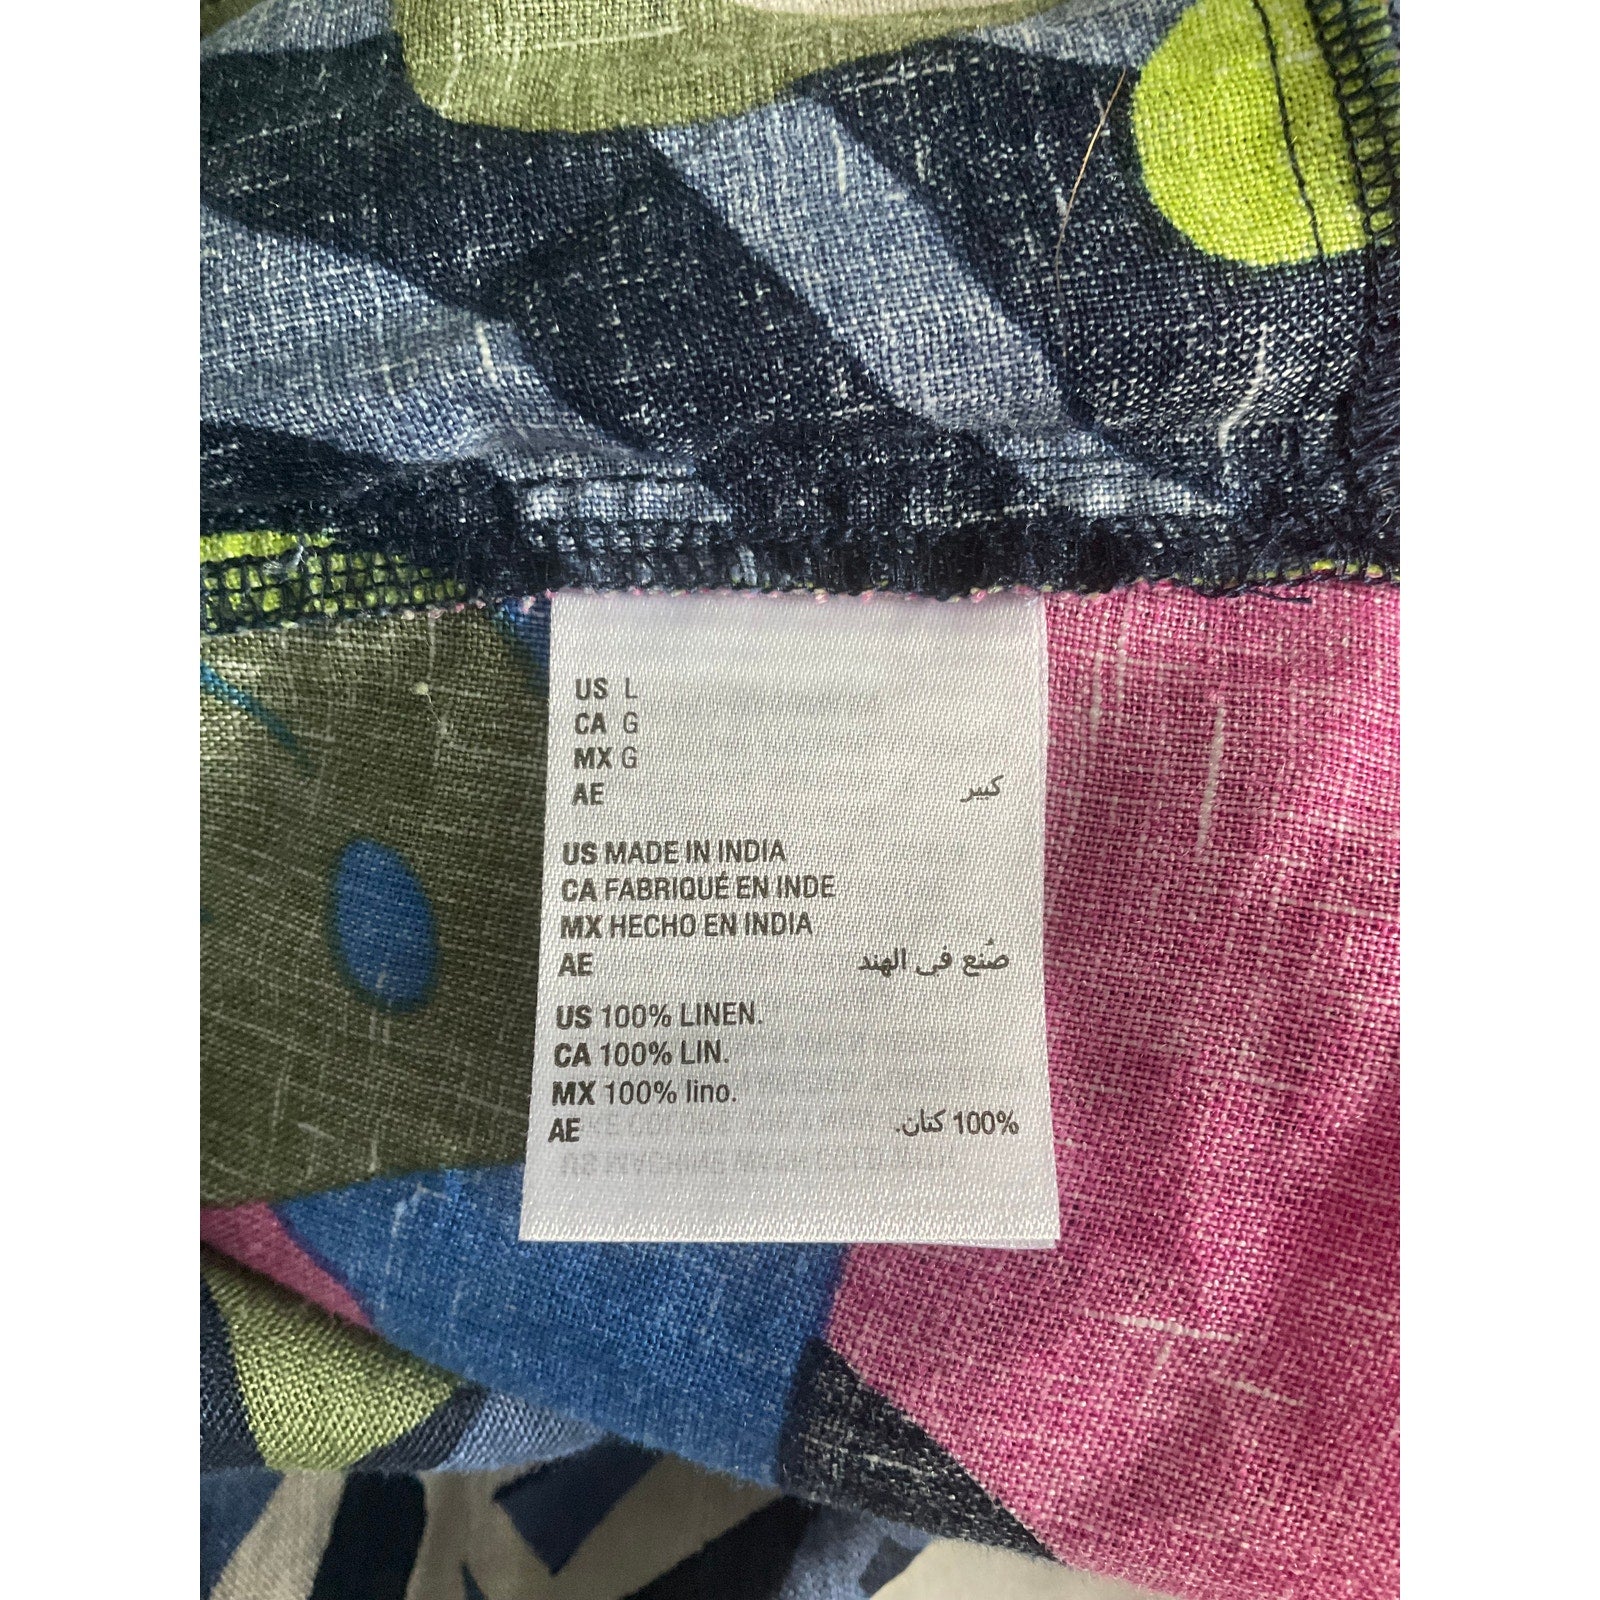 US L
CA G
MX G
AE كبير
US MADE IN INDIA
CA FABRIQUÉ EN INDE
MX HECHO EN INDIA
AE صُنع في الهند
US 100% LINEN.
CA 100% LIN.
MX 100% lino.
AE 100% كتان.